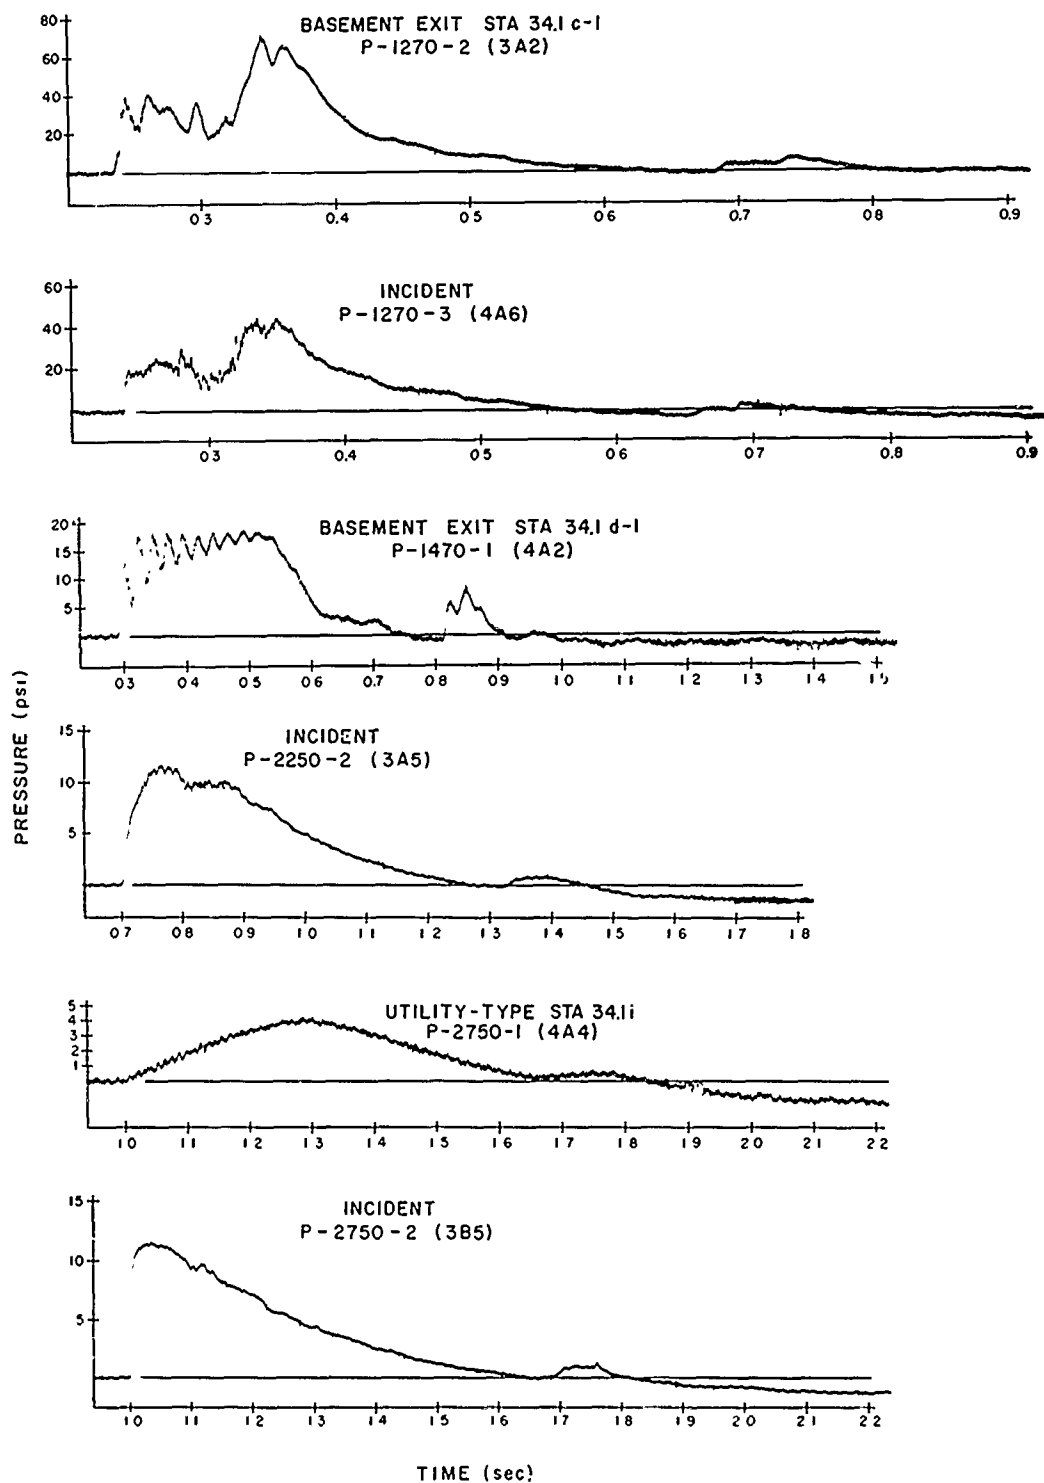 80
60
40
20
BASEMENT EXIT STA 34.1 c-1
P-1270-2 (3A2)
0.3 0.4 0.5 0.6 0.7 0.8 0.9
60
40
20
INCIDENT
P-1270-3 (4A6)
0.3 0.4 0.5 0.6 0.7 0.8 0.9
20
15
10
5
BASEMENT EXIT STA 34.1 d-1
P-1470-1 (4A2)
0.3 0.4 0.5 0.6 0.7 0.8 0.9 1.0 1.1 1.2 1.3 1.4
PRESSURE (psi)
15
10
5
INCIDENT
P-2250-2 (3A5)
0.7 0.8 0.9 1.0 1.1 1.2 1.3 1.4 1.5 1.6 1.7 1.8
5
4
3
2
1
UTILITY-TYPE STA 34.1i
P-2750-1 (4A4)
1.0 1.1 1.2 1.3 1.4 1.5 1.6 1.7 1.8 1.9 2.0 2.1 2.2
15
10
5
INCIDENT
P-2750-2 (3B5)
1.0 1.1 1.2 1.3 1.4 1.5 1.6 1.7 1.8 1.9 2.0 2.1 2.2
TIME (sec)